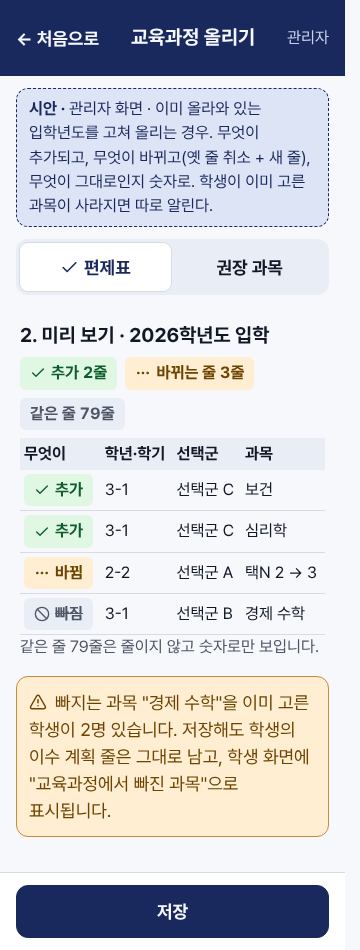 ← 처음으로
교육과정 올리기
관리자
시안 · 관리자 화면 · 이미 올라와 있는
입학년도를 고쳐 올리는 경우. 무엇이
추가되고, 무엇이 바뀌고(옛 줄 취소 + 새 줄),
무엇이 그대로인지 숫자로. 학생이 이미 고른
과목이 사라지면 따로 알린다.
✓ 편제표
권장 과목
2. 미리 보기 · 2026학년도 입학
✓ 추가 2줄
··· 바뀌는 줄 3줄
같은 줄 79줄
무엇이 학년·학기 선택군 과목
✓ 추가 3-1 선택군 C 보건
✓ 추가 3-1 선택군 C 심리학
··· 바뀜 2-2 선택군 A 택N 2 → 3
빠짐 3-1 선택군 B 경제 수학
같은 줄 79줄은 줄이지 않고 숫자로만 보입니다.
빠지는 과목 "경제 수학"을 이미 고른
학생이 2명 있습니다. 저장해도 학생의
이수 계획 줄은 그대로 남고, 학생 화면에
"교육과정에서 빠진 과목"으로
표시됩니다.
저장